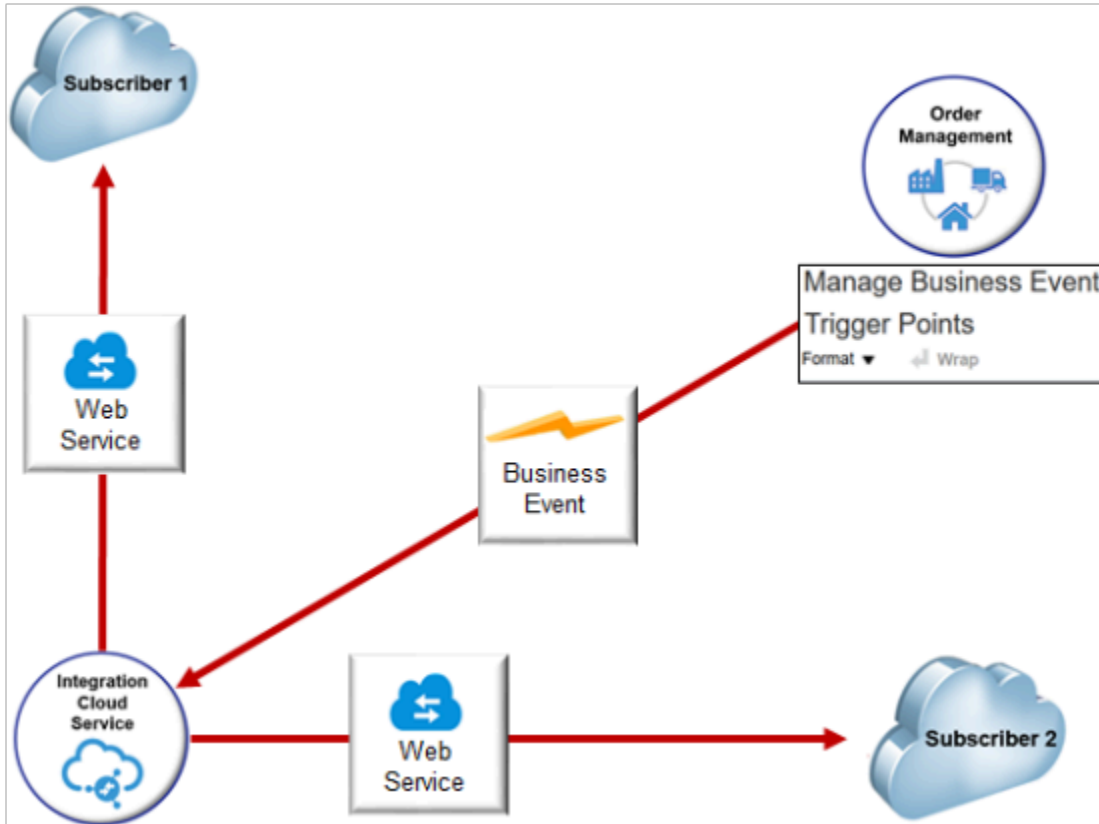 Subscriber 1
Order
Management
Manage Business Event
Trigger Points
Format
Wrap
Web
Service
Business
Event
Integration
Cloud
Service
Web
Service
Subscriber 2